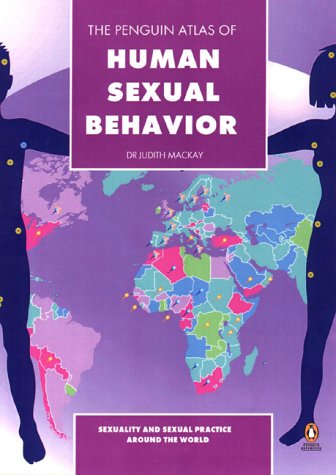 THE PENGUIN ATLAS OF
HUMAN
SEXUAL
BEHAVIOR
DR JUDITH MACKAY
SEXUALITY AND SEXUAL PRACTICE
AROUND THE WORLD